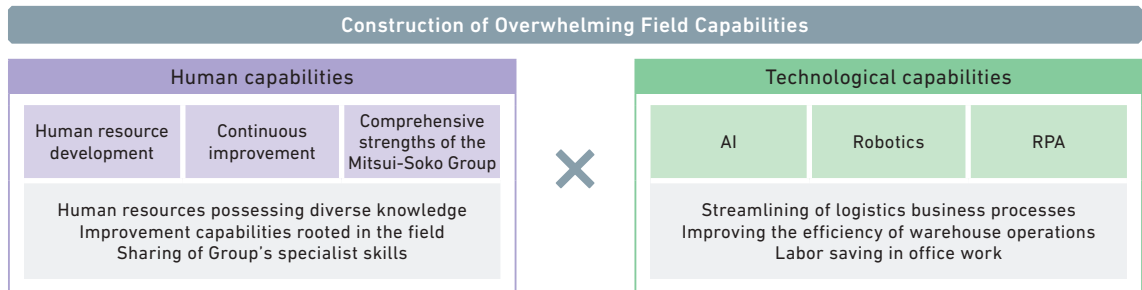 Construction of Overwhelming Field Capabilities
Human capabilities
Human resource
development
Continuous
improvement
Comprehensive
strengths of the
Mitsui-Soko Group
Human resources possessing diverse knowledge
Improvement capabilities rooted in the field
Sharing of Group's specialist skills
×
Technological capabilities
AI
Robotics
RPA
Streamlining of logistics business processes
Improving the efficiency of warehouse operations
Labor saving in office work